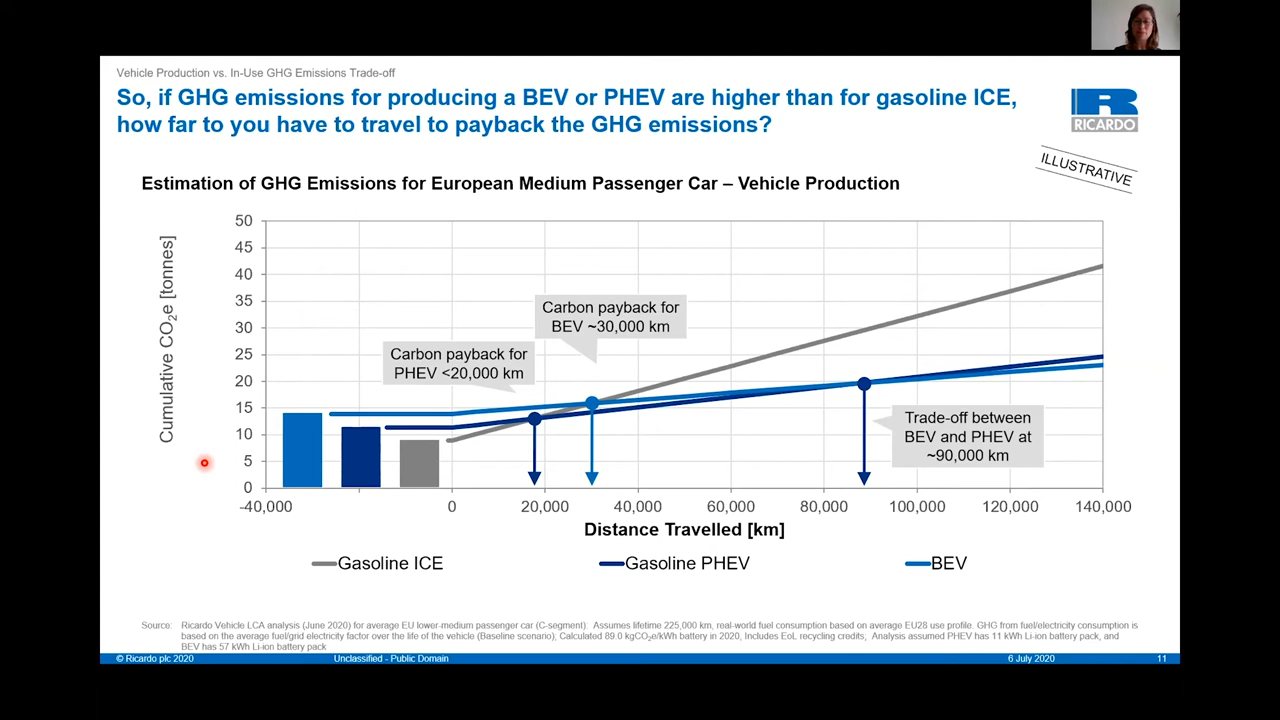 Vehicle Production vs. In-Use GHG Emissions Trade-off
So, if GHG emissions for producing a BEV or PHEV are higher than for gasoline ICE,
how far to you have to travel to payback the GHG emissions?
RICARDO
ILLUSTRATIVE
Estimation of GHG Emissions for European Medium Passenger Car – Vehicle Production
Cumulative CO₂e [tonnes]
50
45
40
35
30
25
20
15
10
5
0
Carbon payback for
BEV ~30,000 km
Carbon payback for
PHEV <20,000 km
Trade-off between
BEV and PHEV at
~90,000 km
-40,000
0
20,000
40,000
60,000
80,000
100,000
120,000
140,000
Distance Travelled [km]
Gasoline ICE
Gasoline PHEV
BEV
Source: Ricardo Vehicle LCA analysis (June 2020) for average EU lower-medium passenger car (C-segment): Assumes lifetime 225,000 km, real-world fuel consumption based on average EU28 use profile. GHG from fuel/electricity consumption is
based on the average fuel/grid electricity factor over the life of the vehicle (Baseline scenario), Calculated 89.0 kgCO₂e/kWh battery in 2020, Includes EoL recycling credits, Analysis assumed PHEV has 11 kWh Li-ion battery pack, and
BEV has 57 kWh Li-ion battery pack
© Ricardo plc 2020
Unclassified - Public Domain
6 July 2020
11